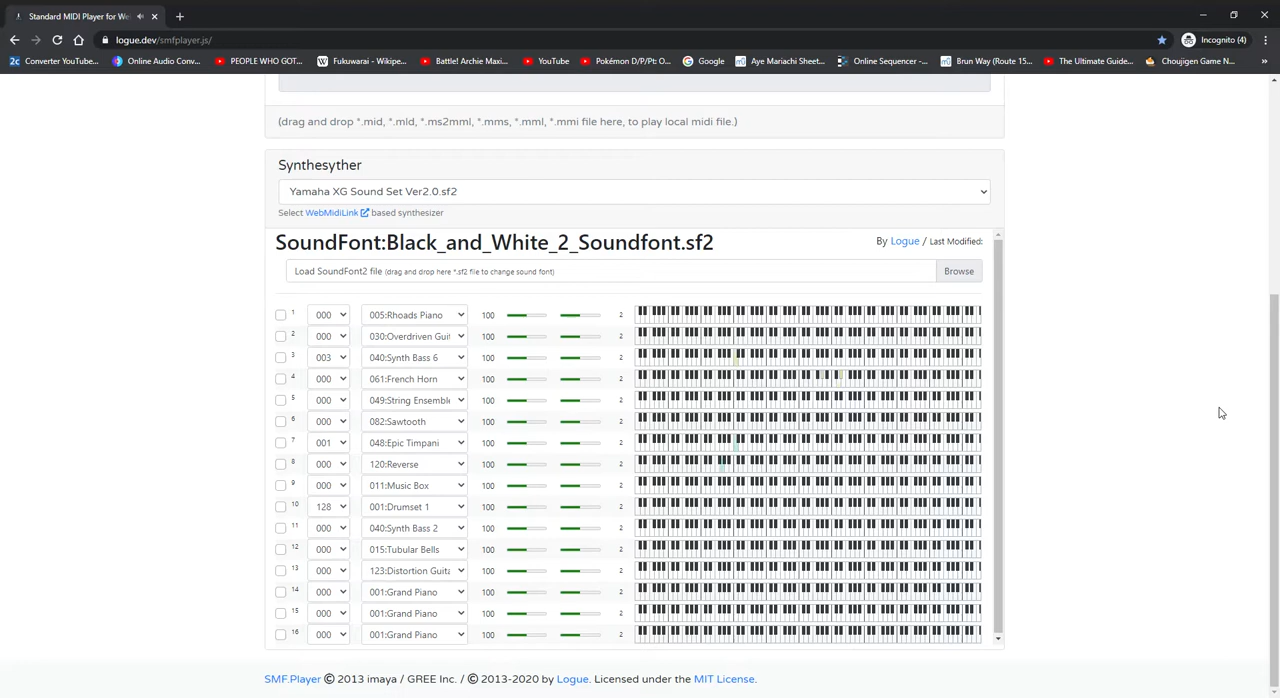 Standard MIDI Player for We
logue.dev/smfplayer.js/
Incognito (4)
Converter YouTube...
Online Audio Conv...
PEOPLE WHO GOT...
Fukuwarai - Wikipe...
Battle! Archie Maxi...
YouTube
Pokémon D/P/Pt: O...
Google
Aye Mariachi Sheet...
Online Sequencer -...
Brun Way (Route 15...
The Ultimate Guide...
Choujigen Game N...
(drag and drop *.mid, *.mld, *.ms2mml, *.mms, *.mml, *.mmi file here, to play local midi file.)
Synthesyther
Yamaha XG Sound Set Ver2.0.sf2
Select WebMidiLink based synthesizer
SoundFont:Black_and_White_2_Soundfont.sf2
By Logue / Last Modified:
Load SoundFont2 file (drag and drop here *.sf2 file to change sound font)
Browse
1 000 005:Rhoads Piano 100 2
2 000 030:Overdriven Guit 100 2
3 003 040:Synth Bass 6 100 2
4 000 061:French Horn 100 2
5 000 049:String Ensemble 100 2
6 000 082:Sawtooth 100 2
7 001 048:Epic Timpani 100 2
8 000 120:Reverse 100 2
9 000 011:Music Box 100 2
10 128 001:Drumset 1 100 2
11 000 040:Synth Bass 2 100 2
12 000 015:Tubular Bells 100 2
13 000 123:Distortion Guita 100 2
14 000 001:Grand Piano 100 2
15 000 001:Grand Piano 100 2
16 000 001:Grand Piano 100 2
SMF.Player © 2013 imaya / GREE Inc. / © 2013-2020 by Logue. Licensed under the MIT License.